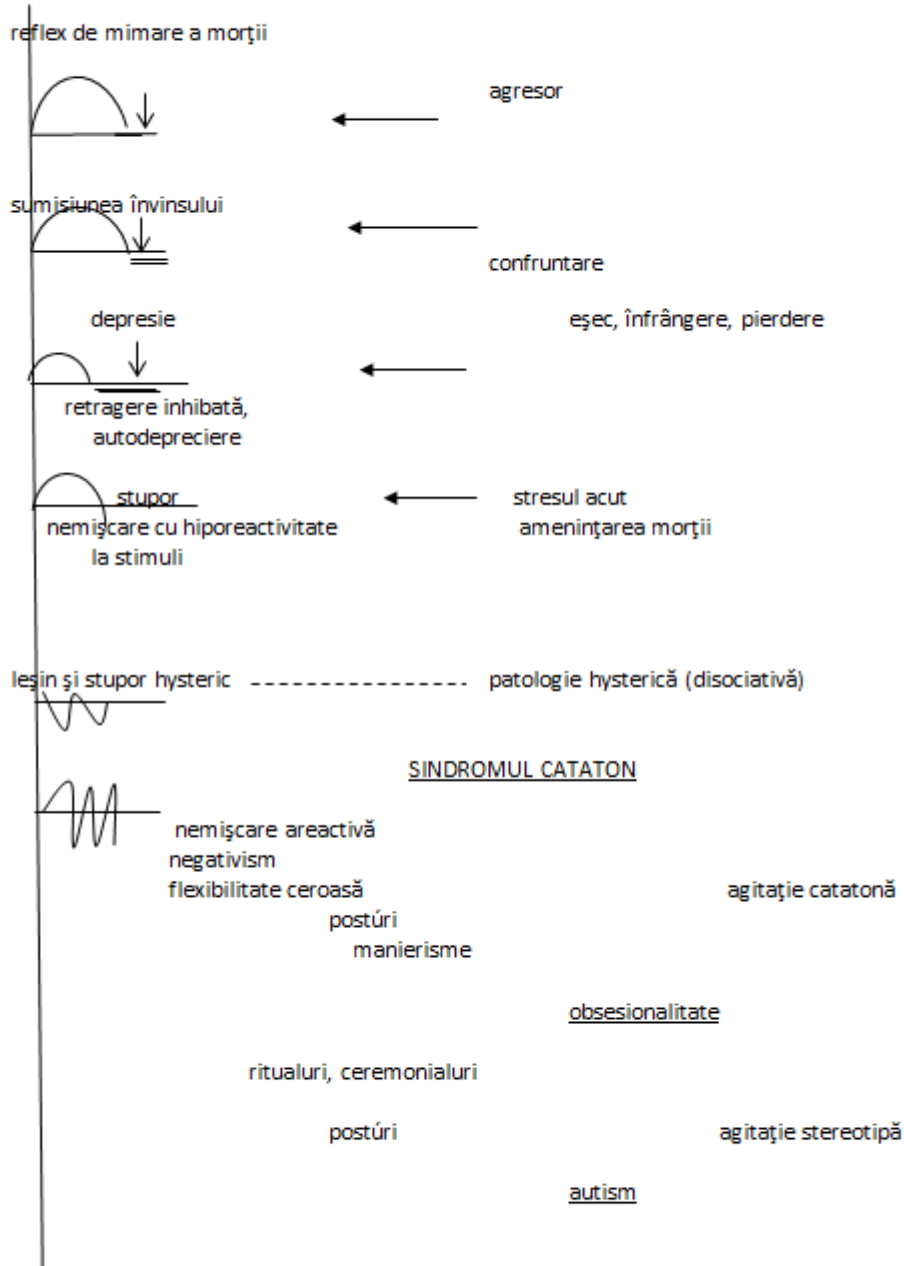 reflex de mimare a morţii
agresor
sumisiunea învinsului
confruntare
depresie
eşec, înfrângere, pierdere
retragere inhibată,
autodepreciere
stupor
stresul acut
nemişcare cu hiporeactivitate
ameninţarea morţii
la stimuli
leşin şi stupor hysteric
patologie hysterică (disociativă)
SINDROMUL CATATON
nemişcare areactivă
negativism
flexibilitate ceroasă
agitaţie catatonă
postúri
manierisme
obsesionalitate
ritualuri, ceremonialuri
postúri
agitaţie stereotipă
autism